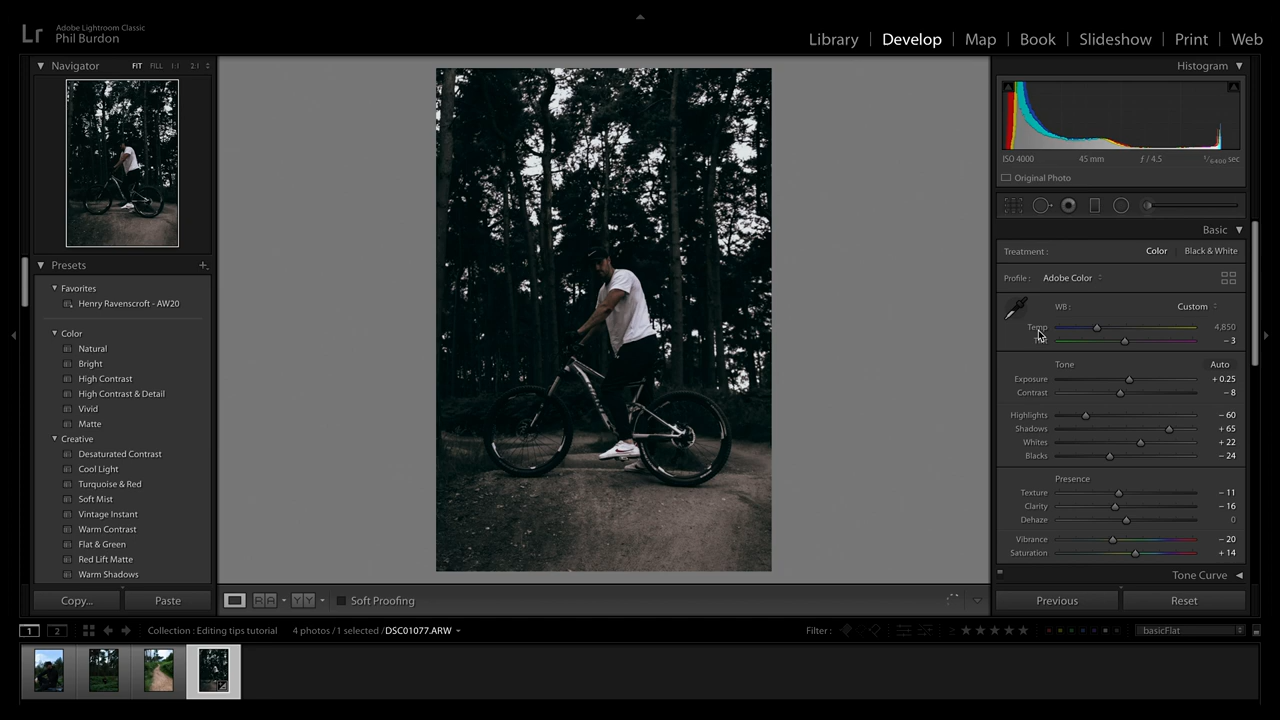 Lr
Adobe Lightroom Classic
Phil Burdon
Library | Develop | Map | Book | Slideshow | Print | Web
Navigator FIT FILL 1:1 2:1
Histogram
ISO 4000 45 mm ƒ / 4.5 1/6400 sec
Original Photo
Presets
Favorites
Henry Ravenscroft - AW20
Color
Natural
Bright
High Contrast
High Contrast & Detail
Vivid
Matte
Creative
Desaturated Contrast
Cool Light
Turquoise & Red
Soft Mist
Vintage Instant
Warm Contrast
Flat & Green
Red Lift Matte
Warm Shadows
Basic
Treatment : Color Black & White
Profile : Adobe Color
WB : Custom
Temp 4,850
– 3
Tone Auto
Exposure + 0.25
Contrast – 8
Highlights – 60
Shadows + 65
Whites + 22
Blacks – 24
Presence
Texture – 11
Clarity – 16
Dehaze 0
Vibrance – 20
Saturation + 14
Tone Curve
Copy... Paste
R A Y Y Soft Proofing
Previous Reset
1 2 Collection : Editing tips tutorial 4 photos / 1 selected / DSC01077.ARW Filter : basicFlat